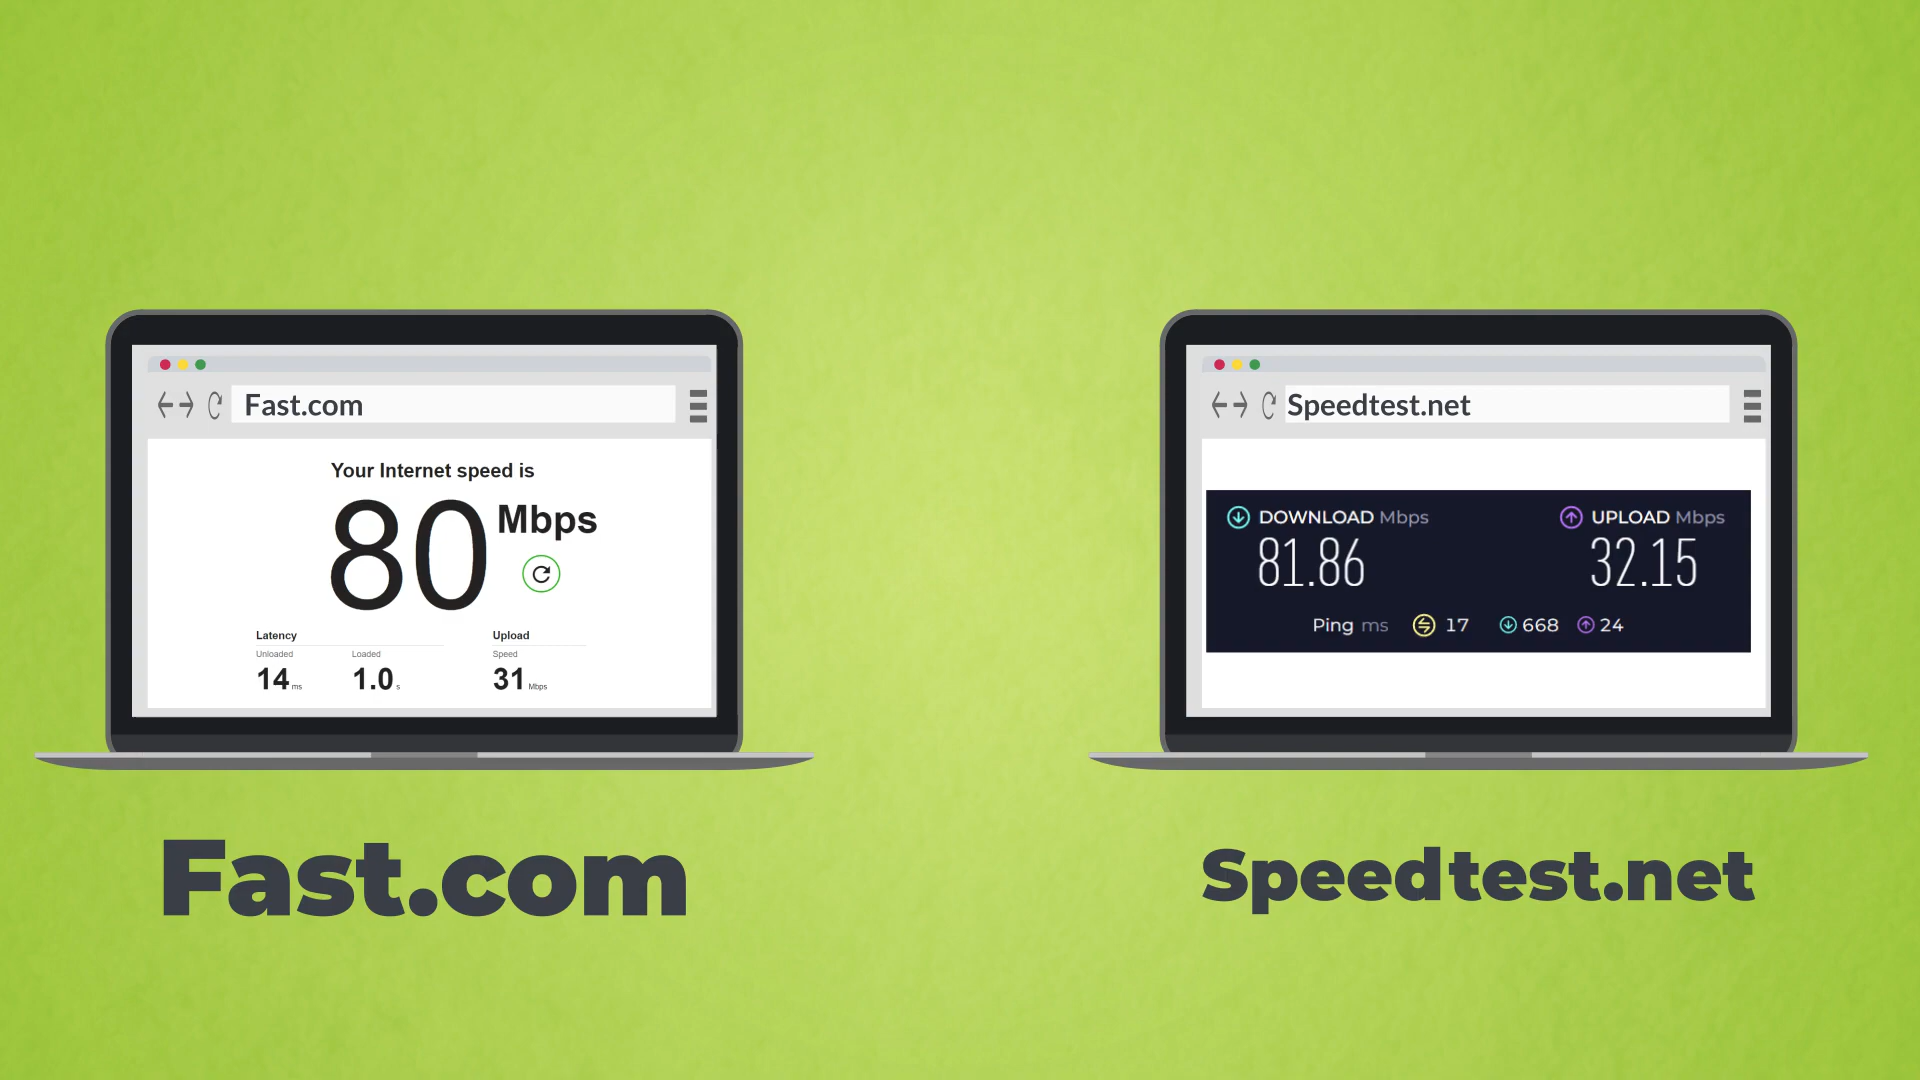 Fast.com
Your Internet speed is
80 Mbps
Latency
Unloaded Loaded
14 ms 1.0 s
Upload
Speed
31 Mbps
Fast.com
Speedtest.net
DOWNLOAD Mbps
81.86
UPLOAD Mbps
32.15
Ping ms 17 668 24
Speedtest.net